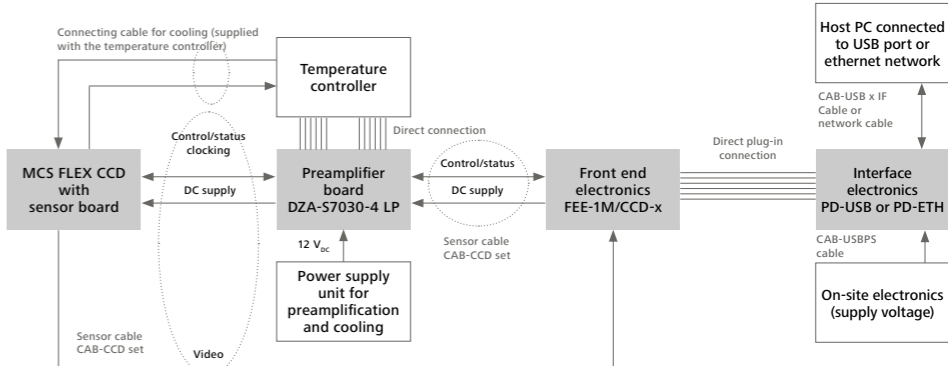 Connecting cable for cooling (supplied
with the temperature controller)
Temperature
controller
Host PC connected
to USB port or
ethernet network
CAB-USB x IF
Cable or
network cable
Control/status
clocking
DC supply
Direct connection
Control/status
DC supply
Direct plug-in
connection
MCS FLEX CCD
with
sensor board
Preamplifier
board
DZA-S7030-4 LP
Front end
electronics
FEE-1M/CCD-x
Interface
electronics
PD-USB or PD-ETH
12 VDC
Sensor cable
CAB-CCD set
CAB-USBPS
cable
Power supply
unit for
preamplification
and cooling
On-site electronics
(supply voltage)
Sensor cable
CAB-CCD set
Video